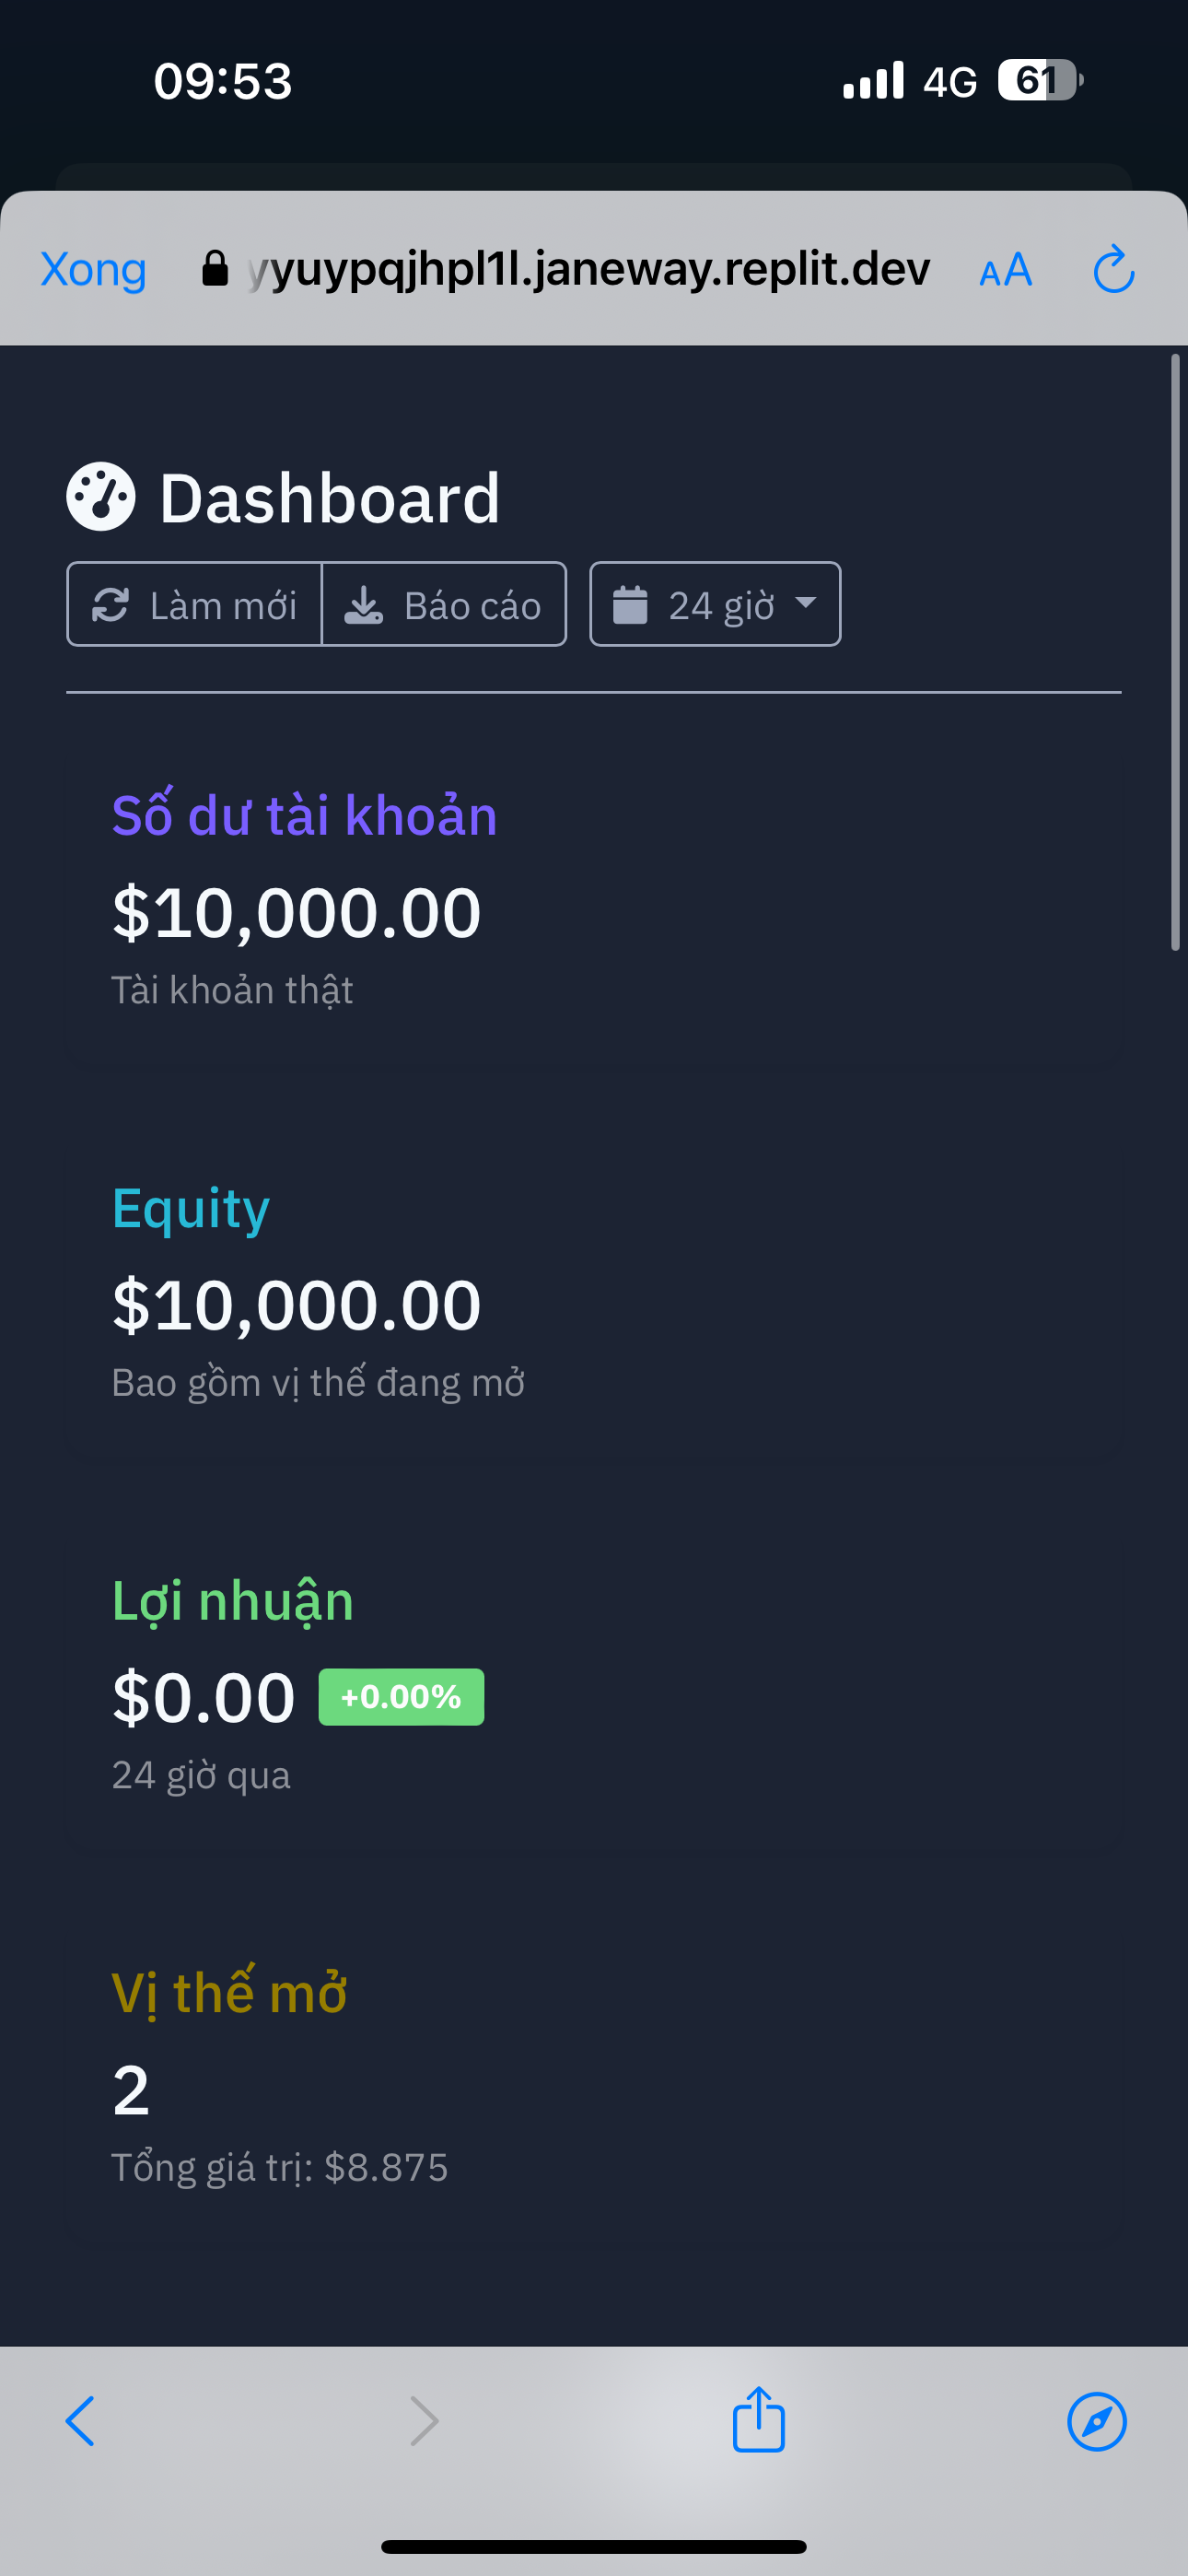 09:53
4G 61
Xong yyuypqjhpl1l.janeway.replit.dev AA
Dashboard
Làm mới Báo cáo 24 giờ
Số dư tài khoản
$10,000.00
Tài khoản thật
Equity
$10,000.00
Bao gồm vị thế đang mở
Lợi nhuận
$0.00 +0.00%
24 giờ qua
Vị thế mở
2
Tổng giá trị: $8.875